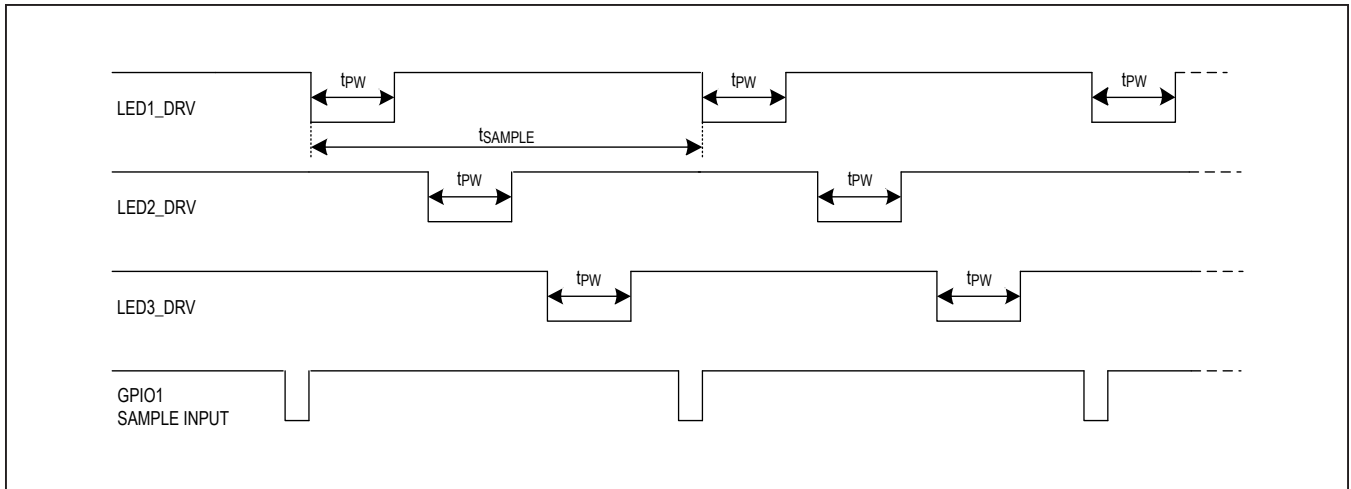 tPW tPW tPW
LED1_DRV
tSAMPLE
tPW tPW
LED2_DRV
tPW tPW
LED3_DRV
GPIO1
SAMPLE INPUT